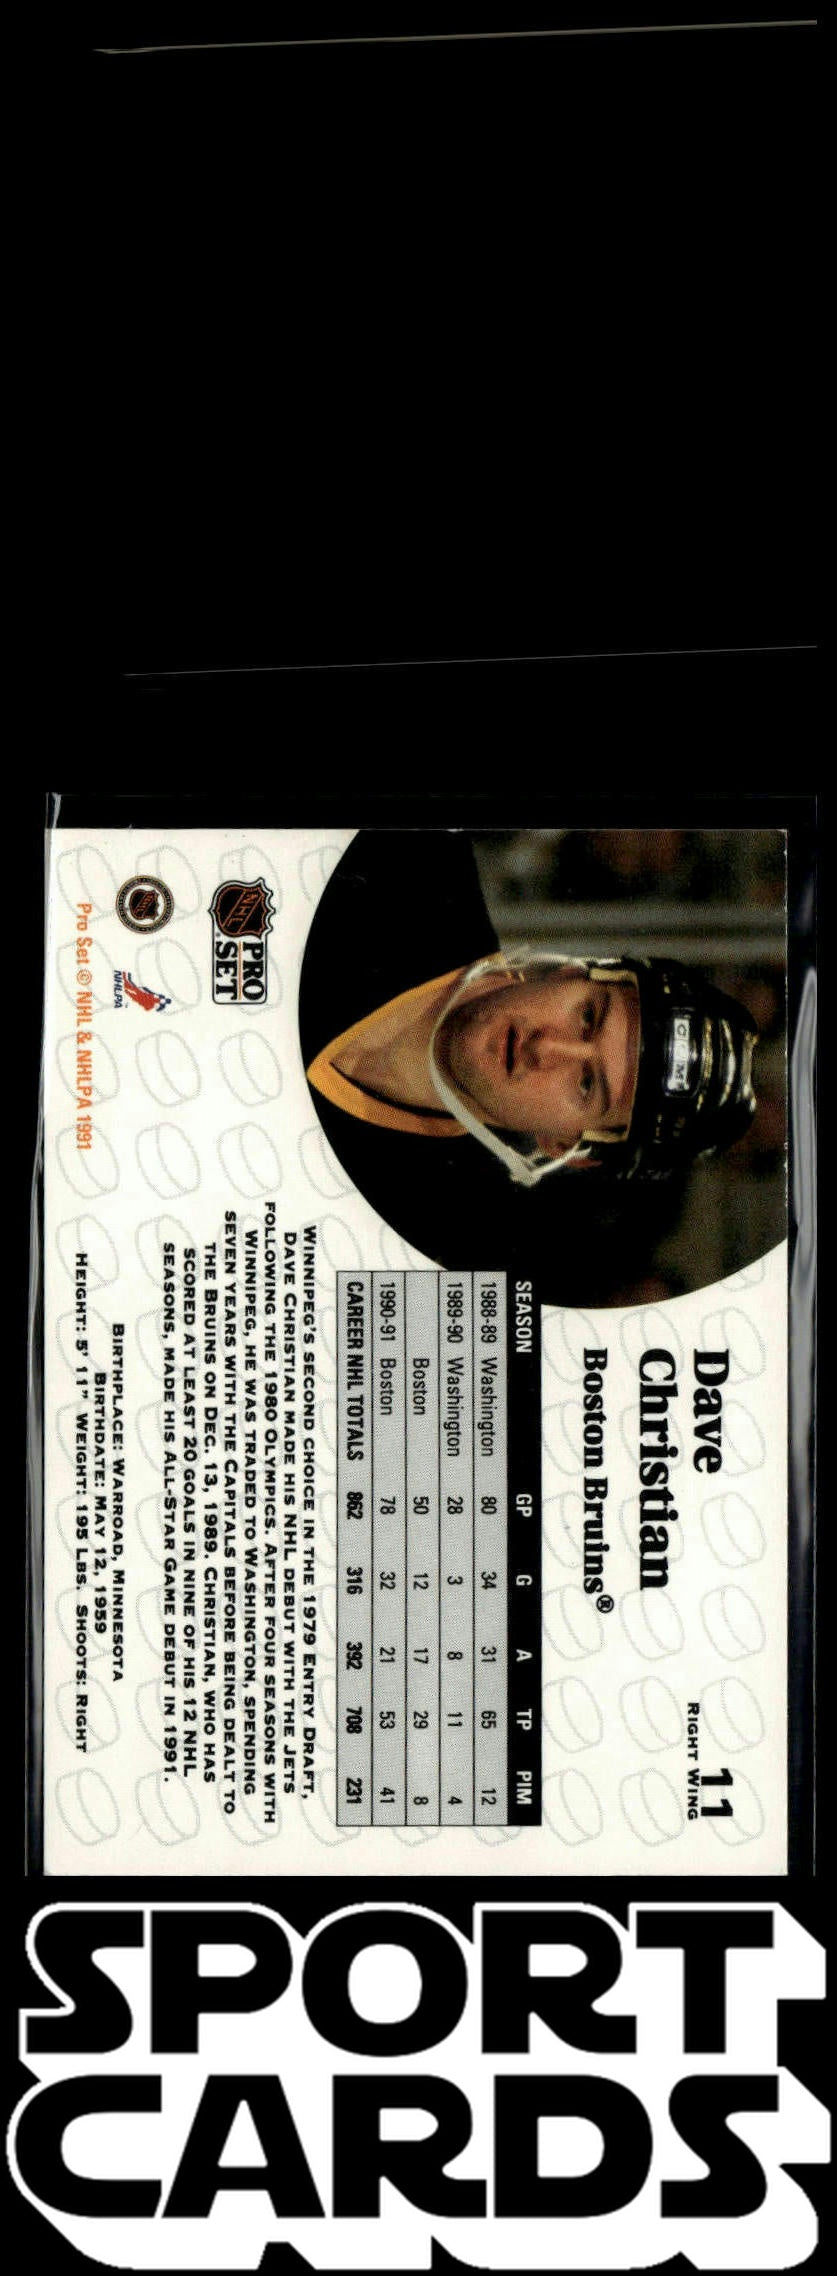 11
RIGHT WING
Dave
Christian
Boston Bruins®
SEASON GP G A TP PIM
1988-89 Washington 80 34 31 65 12
1989-90 Washington 28 3 8 11 4
Boston 50 12 17 29 8
1990-91 Boston 78 32 21 53 41
CAREER NHL TOTALS 862 316 392 708 231
WINNIPEG'S SECOND CHOICE IN THE 1979 ENTRY DRAFT,
DAVE CHRISTIAN MADE HIS NHL DEBUT WITH THE JETS
FOLLOWING THE 1980 OLYMPICS. AFTER FOUR SEASONS WITH
WINNIPEG, HE WAS TRADED TO WASHINGTON, SPENDING
SEVEN YEARS WITH THE CAPITALS BEFORE BEING DEALT TO
THE BRUINS ON DEC. 13, 1989. CHRISTIAN, WHO HAS
SCORED AT LEAST 20 GOALS IN NINE OF HIS 12 NHL
SEASONS, MADE HIS ALL-STAR GAME DEBUT IN 1991.
BIRTHPLACE: WARROAD, MINNESOTA
BIRTHDATE: MAY 12, 1959
HEIGHT: 5' 11" WEIGHT: 195 LBS. SHOOTS: RIGHT
CCM
NHL
PRO
SET
NHLPA
Pro Set © NHL & NHLPA 1991
SPORT
CARDS